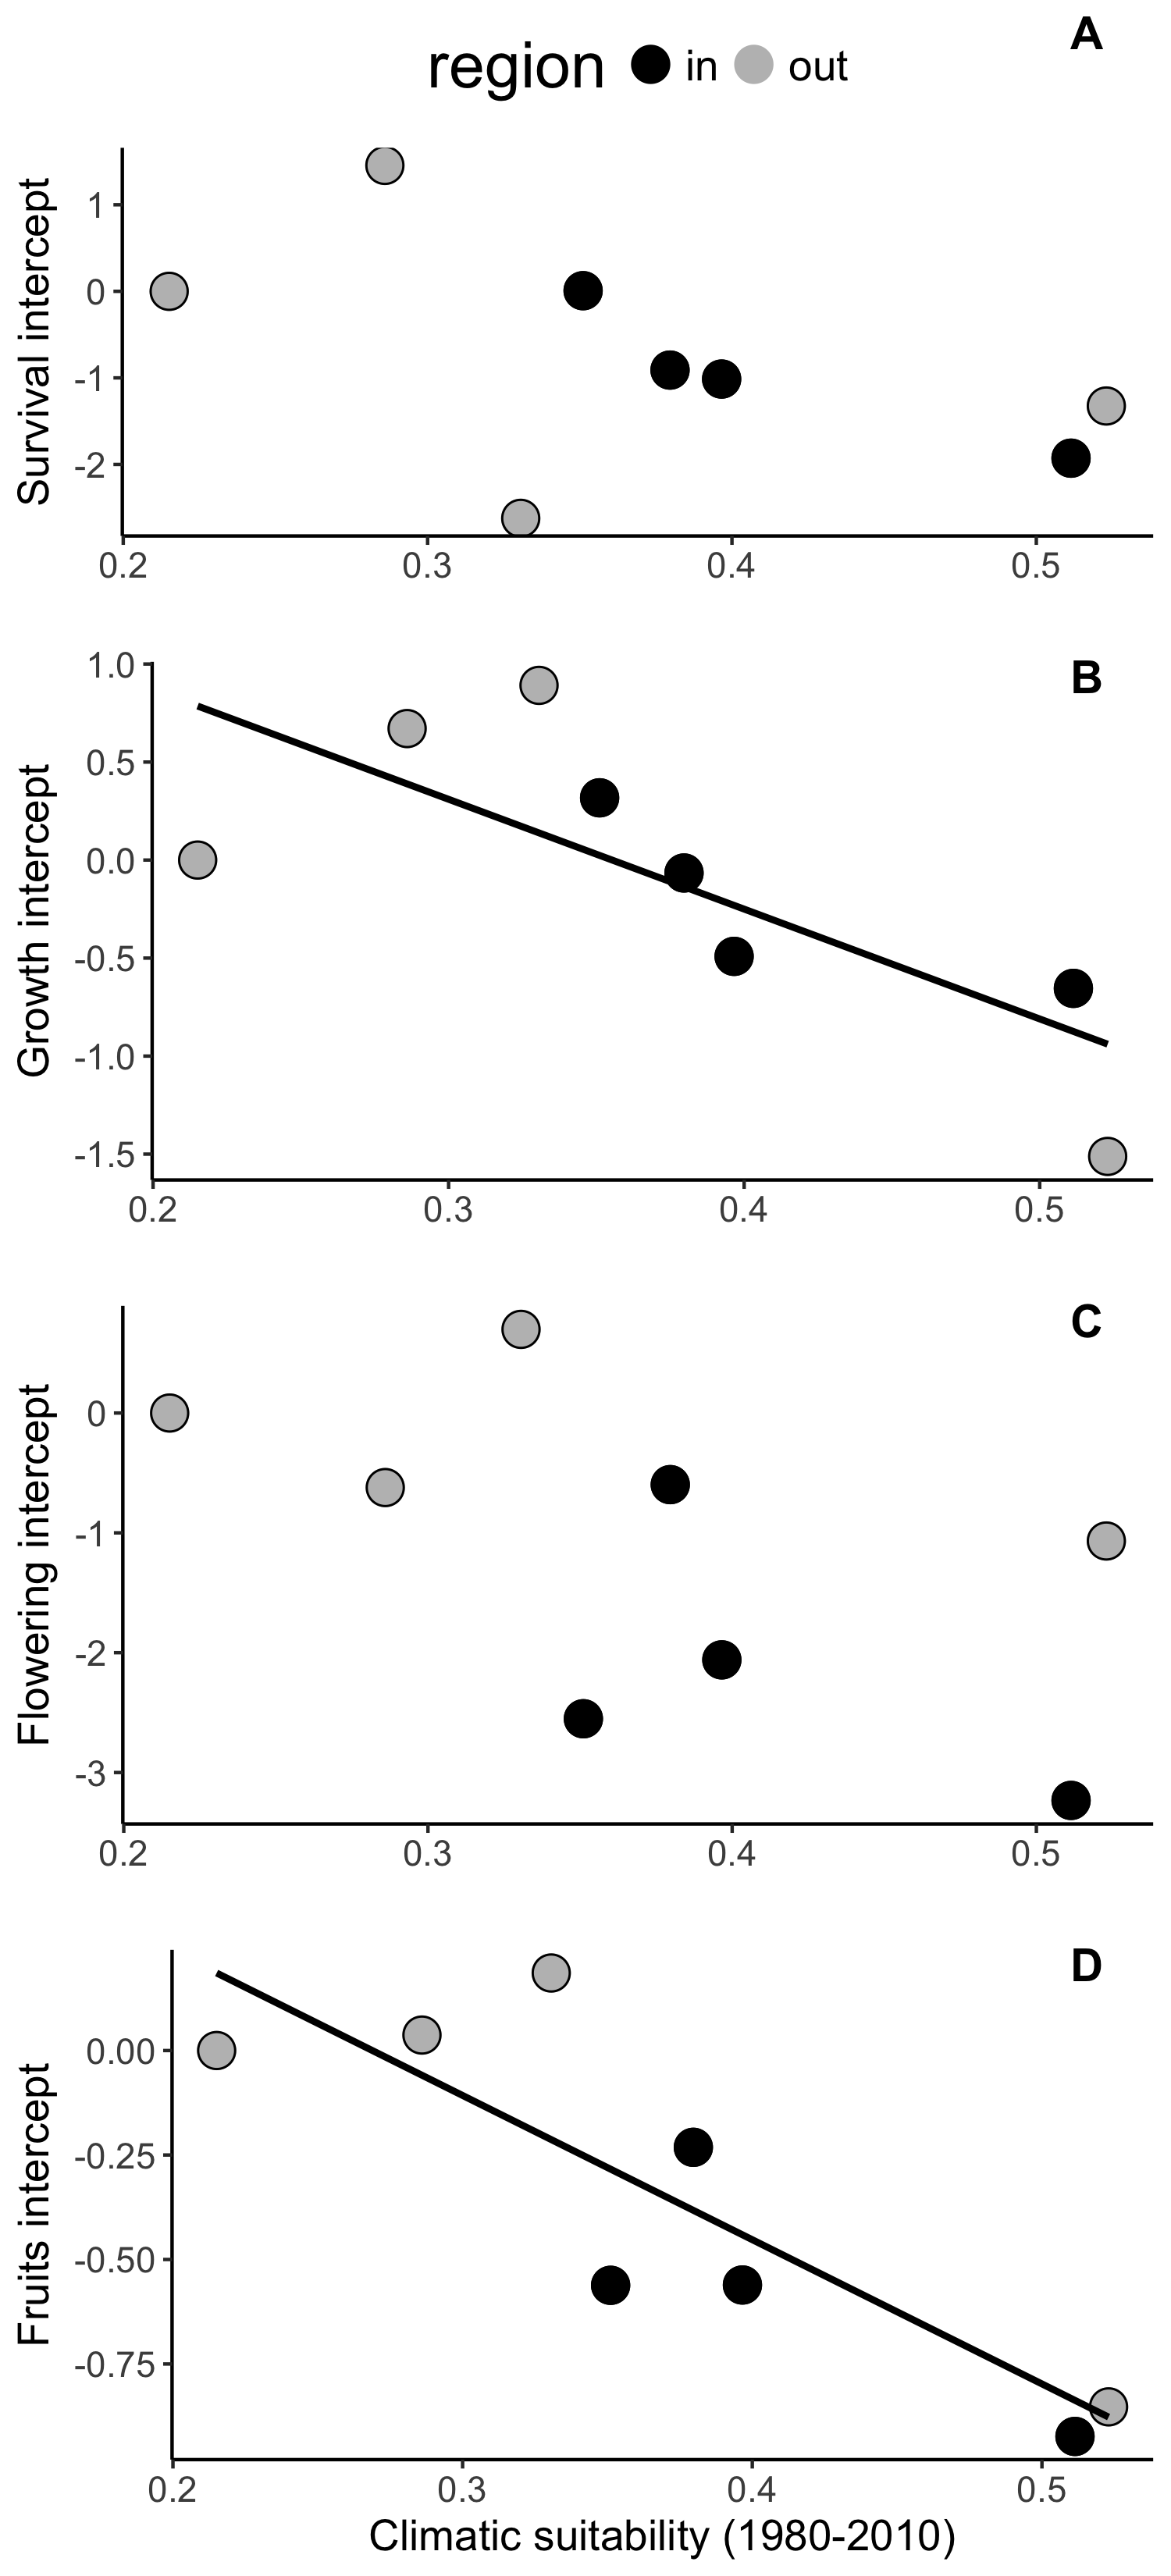 A
region in out
Survival intercept
1
0
-1
-2
0.2 0.3 0.4 0.5
B
Growth intercept
1.0
0.5
0.0
-0.5
-1.0
-1.5
0.2 0.3 0.4 0.5
C
Flowering intercept
0
-1
-2
-3
0.2 0.3 0.4 0.5
D
Fruits intercept
0.00
-0.25
-0.50
-0.75
0.2 0.3 0.4 0.5
Climatic suitability (1980-2010)